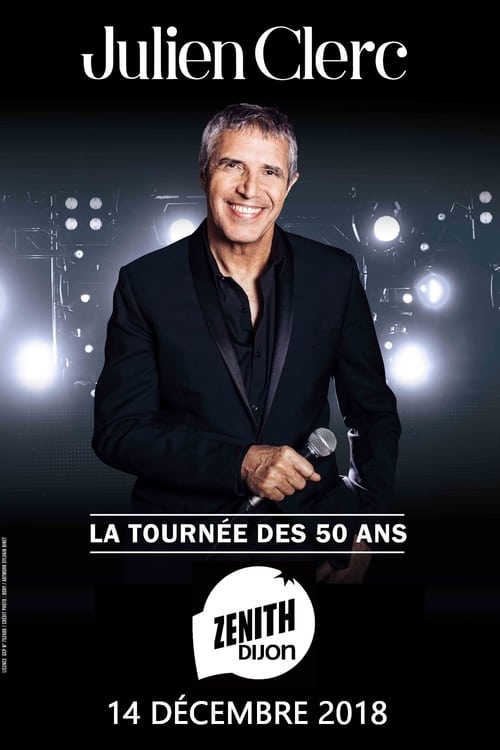 Julien Clerc
LA TOURNÉE DES 50 ANS
ZENITH
DIJON
14 DÉCEMBRE 2018